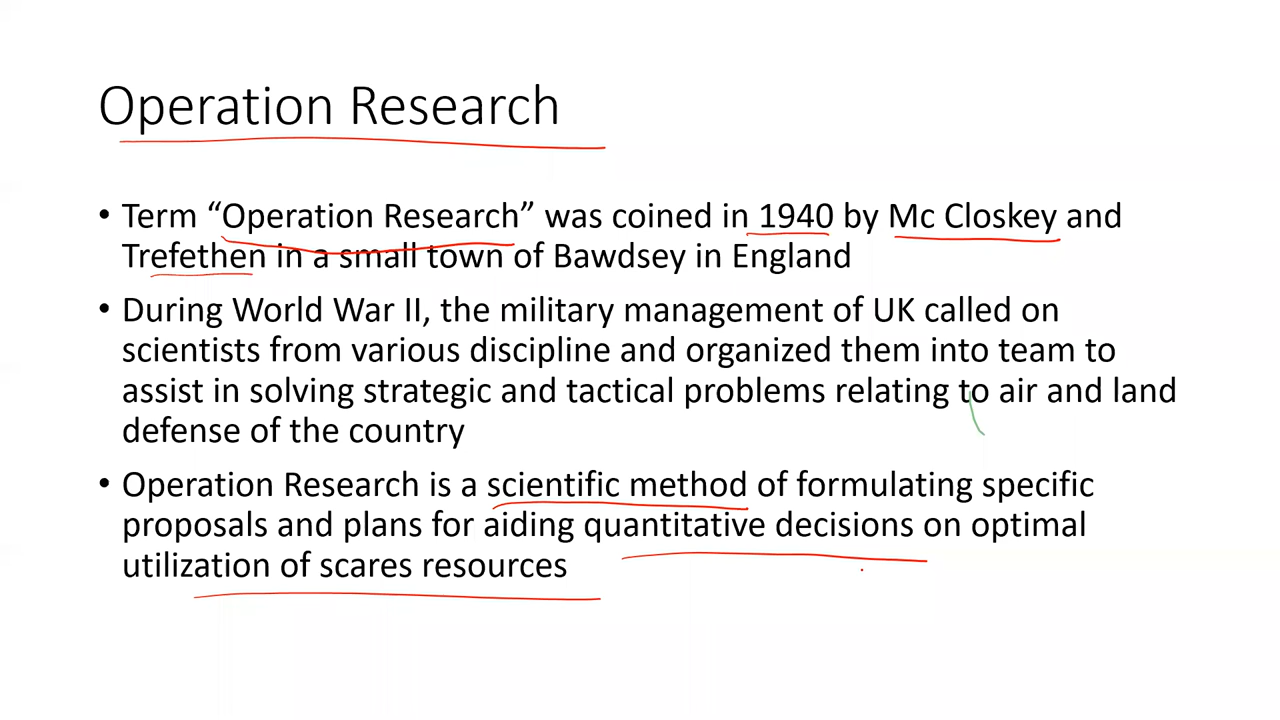 Operation Research
• Term “Operation Research” was coined in 1940 by Mc Closkey and
Trefethen in a small town of Bawdsey in England
• During World War II, the military management of UK called on
scientists from various discipline and organized them into team to
assist in solving strategic and tactical problems relating to air and land
defense of the country
• Operation Research is a scientific method of formulating specific
proposals and plans for aiding quantitative decisions on optimal
utilization of scares resources